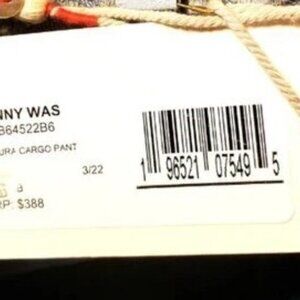 NNY WAS
B64522B6
URA CARGO PANT
3/22
8
RP: $388
1 96521 07549 5